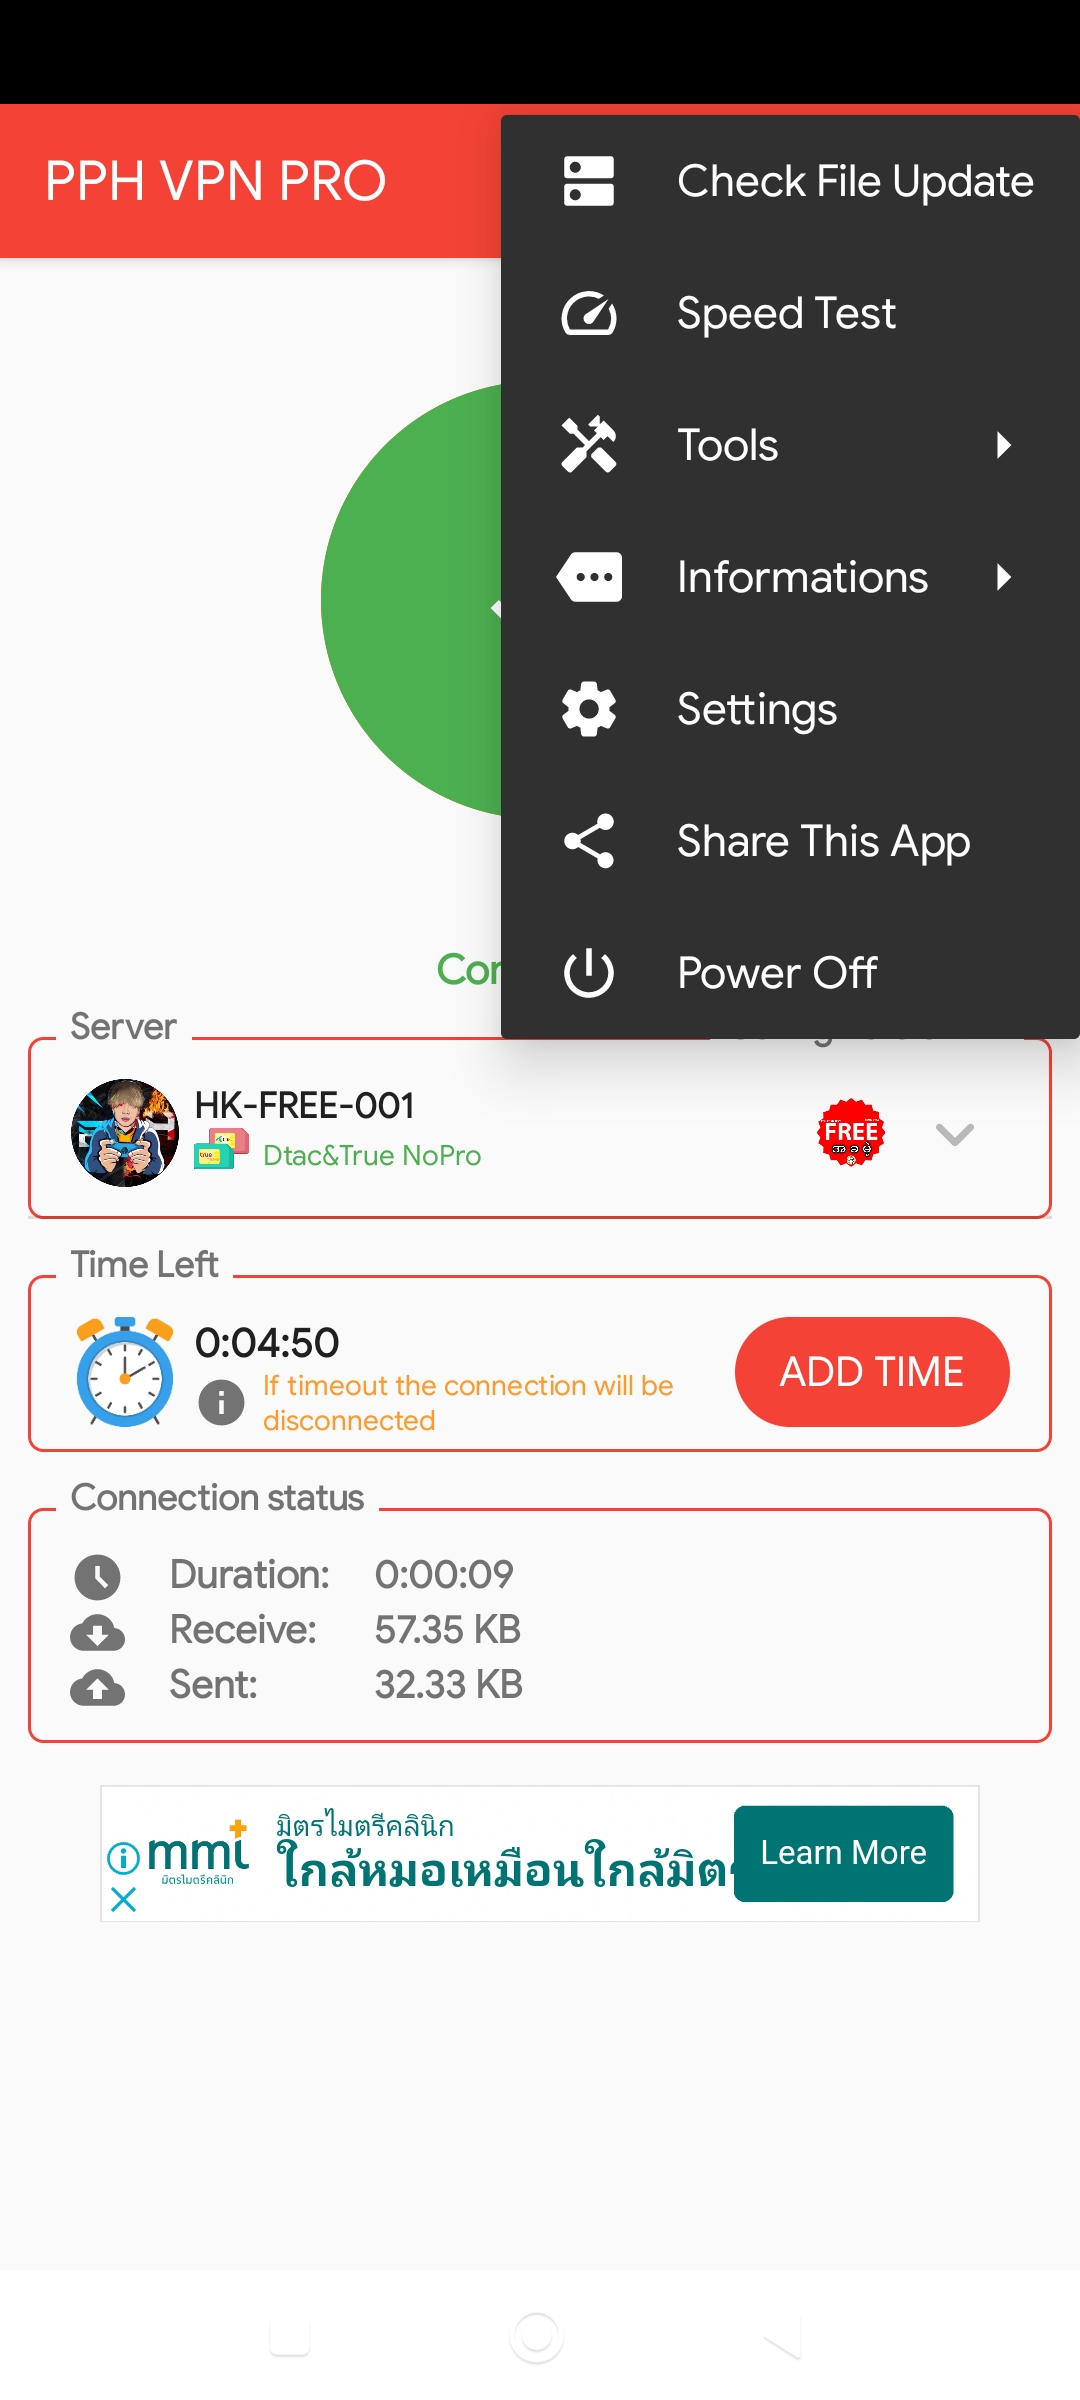 PPH VPN PRO
Check File Update
Speed Test
Tools
Informations
Settings
Share This App
Power Off
Server
HK-FREE-001
Dtac&True NoPro
FREE
Time Left
0:04:50
If timeout the connection will be
disconnected
ADD TIME
Connection status
Duration: 0:00:09
Receive: 57.35 KB
Sent: 32.33 KB
mmt
มิตรไมตรีคลินิก
มิตรไมตรีคลินิก
ใกล้หมอเหมือนใกล้มิต
Learn More